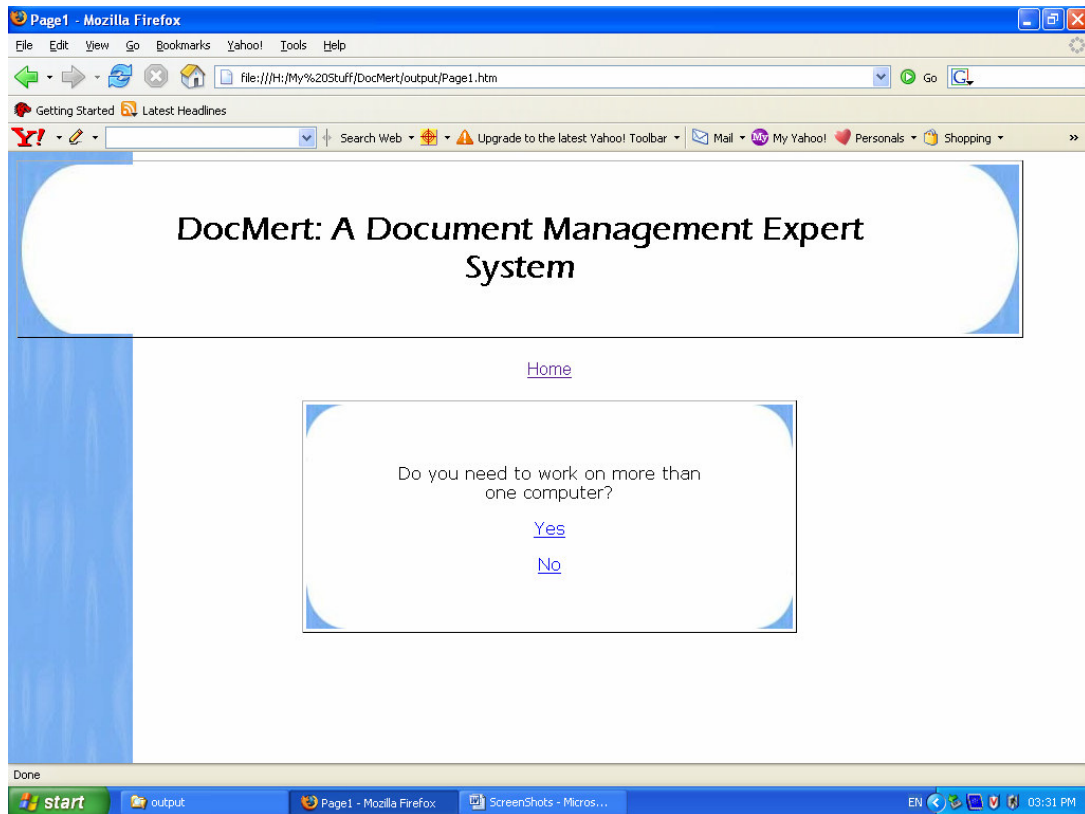 Page1 - Mozilla Firefox
File Edit View Go Bookmarks Yahoo! Tools Help
file:///H:/My%20Stuff/DocMert/output/Page1.htm Go G
Getting Started Latest Headlines
Y! Search Web Upgrade to the latest Yahoo! Toolbar Mail My My Yahoo! Personals Shopping »
DocMert: A Document Management Expert
System
Home
Do you need to work on more than
one computer?
Yes
No
Done
start output Page1 - Mozilla Firefox ScreenShots - Micros... EN 03:31 PM